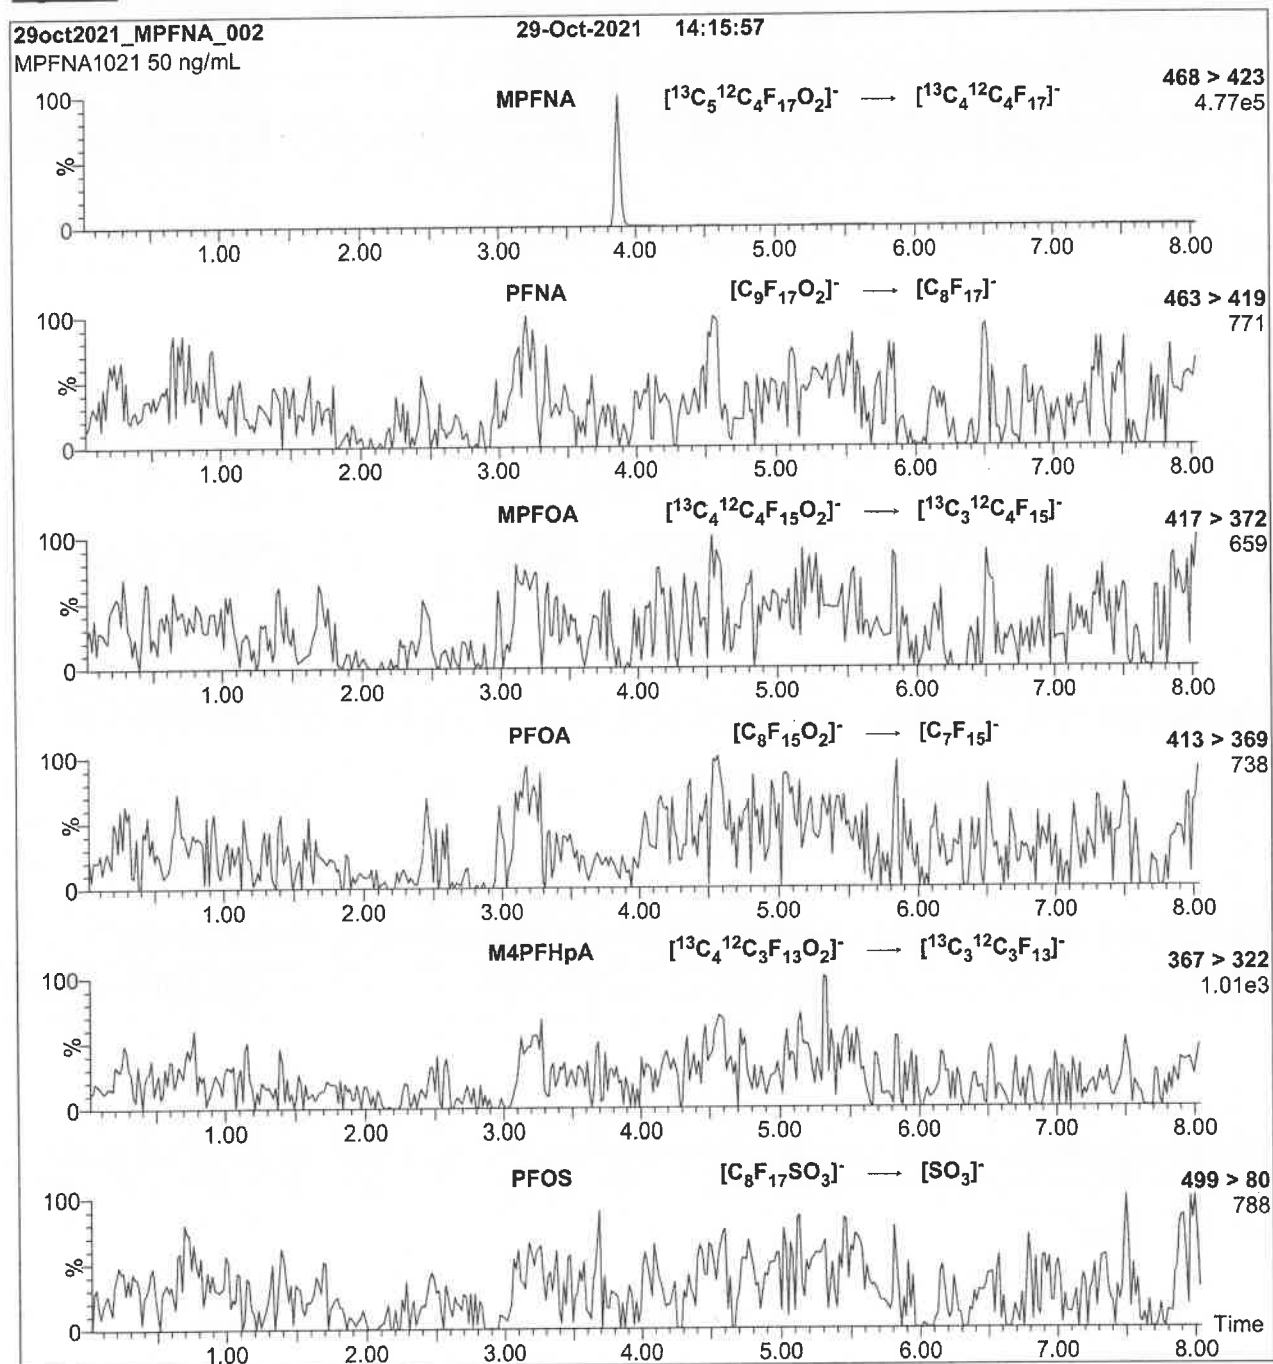 29oct2021_MPFNA_002 29-Oct-2021 14:15:57
MPFNA1021 50 ng/mL
468 > 423
4.77e5
MPFNA [¹³C₅¹²C₄F₁₇O₂]⁻ → [¹³C₄¹²C₄F₁₇]⁻
100
%
0
1.00 2.00 3.00 4.00 5.00 6.00 7.00 8.00
PFNA [C₉F₁₇O₂]⁻ → [C₈F₁₇]⁻
463 > 419
771
100
%
0
1.00 2.00 3.00 4.00 5.00 6.00 7.00 8.00
MPFOA [¹³C₄¹²C₄F₁₅O₂]⁻ → [¹³C₃¹²C₄F₁₅]⁻
417 > 372
659
100
%
0
1.00 2.00 3.00 4.00 5.00 6.00 7.00 8.00
PFOA [C₈F₁₅O₂]⁻ → [C₇F₁₅]⁻
413 > 369
738
100
%
0
1.00 2.00 3.00 4.00 5.00 6.00 7.00 8.00
M4PFHpA [¹³C₄¹²C₃F₁₃O₂]⁻ → [¹³C₃¹²C₃F₁₃]⁻
367 > 322
1.01e3
100
%
0
1.00 2.00 3.00 4.00 5.00 6.00 7.00 8.00
PFOS [C₈F₁₇SO₃]⁻ → [SO₃]⁻
499 > 80
788
100
%
0
Time
1.00 2.00 3.00 4.00 5.00 6.00 7.00 8.00